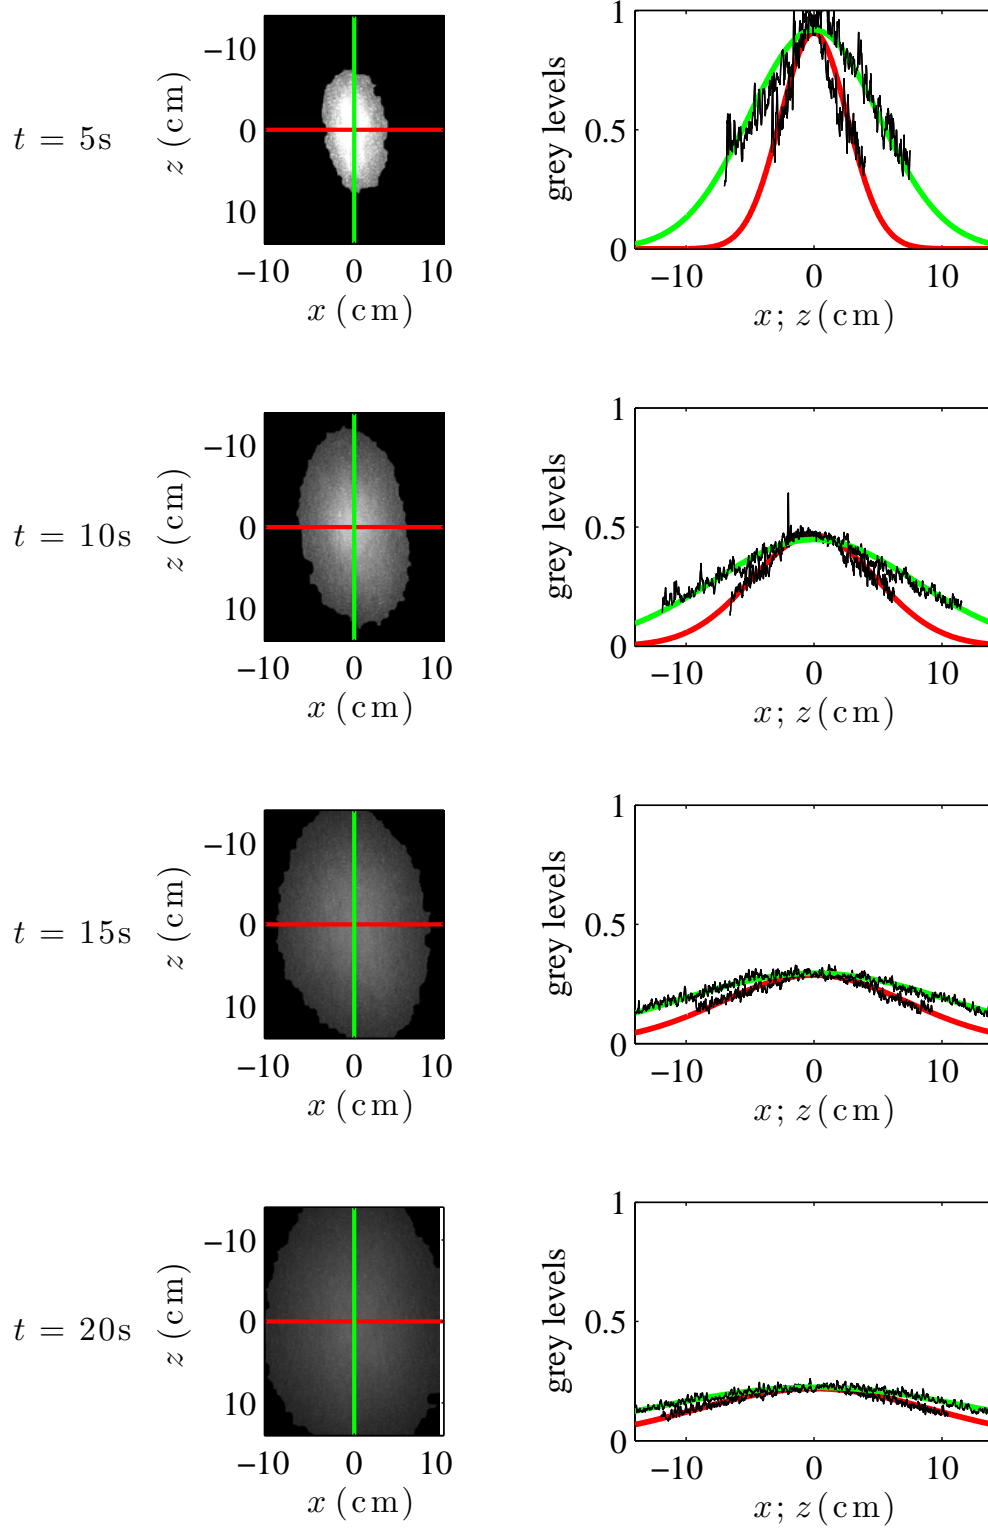 t = 5s
z (cm)
−10
0
10
−10 0 10
x (cm)
grey levels
1
0.5
0
−10 0 10
x; z(cm)
t = 10s
z (cm)
−10
0
10
−10 0 10
x (cm)
grey levels
1
0.5
0
−10 0 10
x; z(cm)
t = 15s
z (cm)
−10
0
10
−10 0 10
x (cm)
grey levels
1
0.5
0
−10 0 10
x; z(cm)
t = 20s
z (cm)
−10
0
10
−10 0 10
x (cm)
grey levels
1
0.5
0
−10 0 10
x; z(cm)